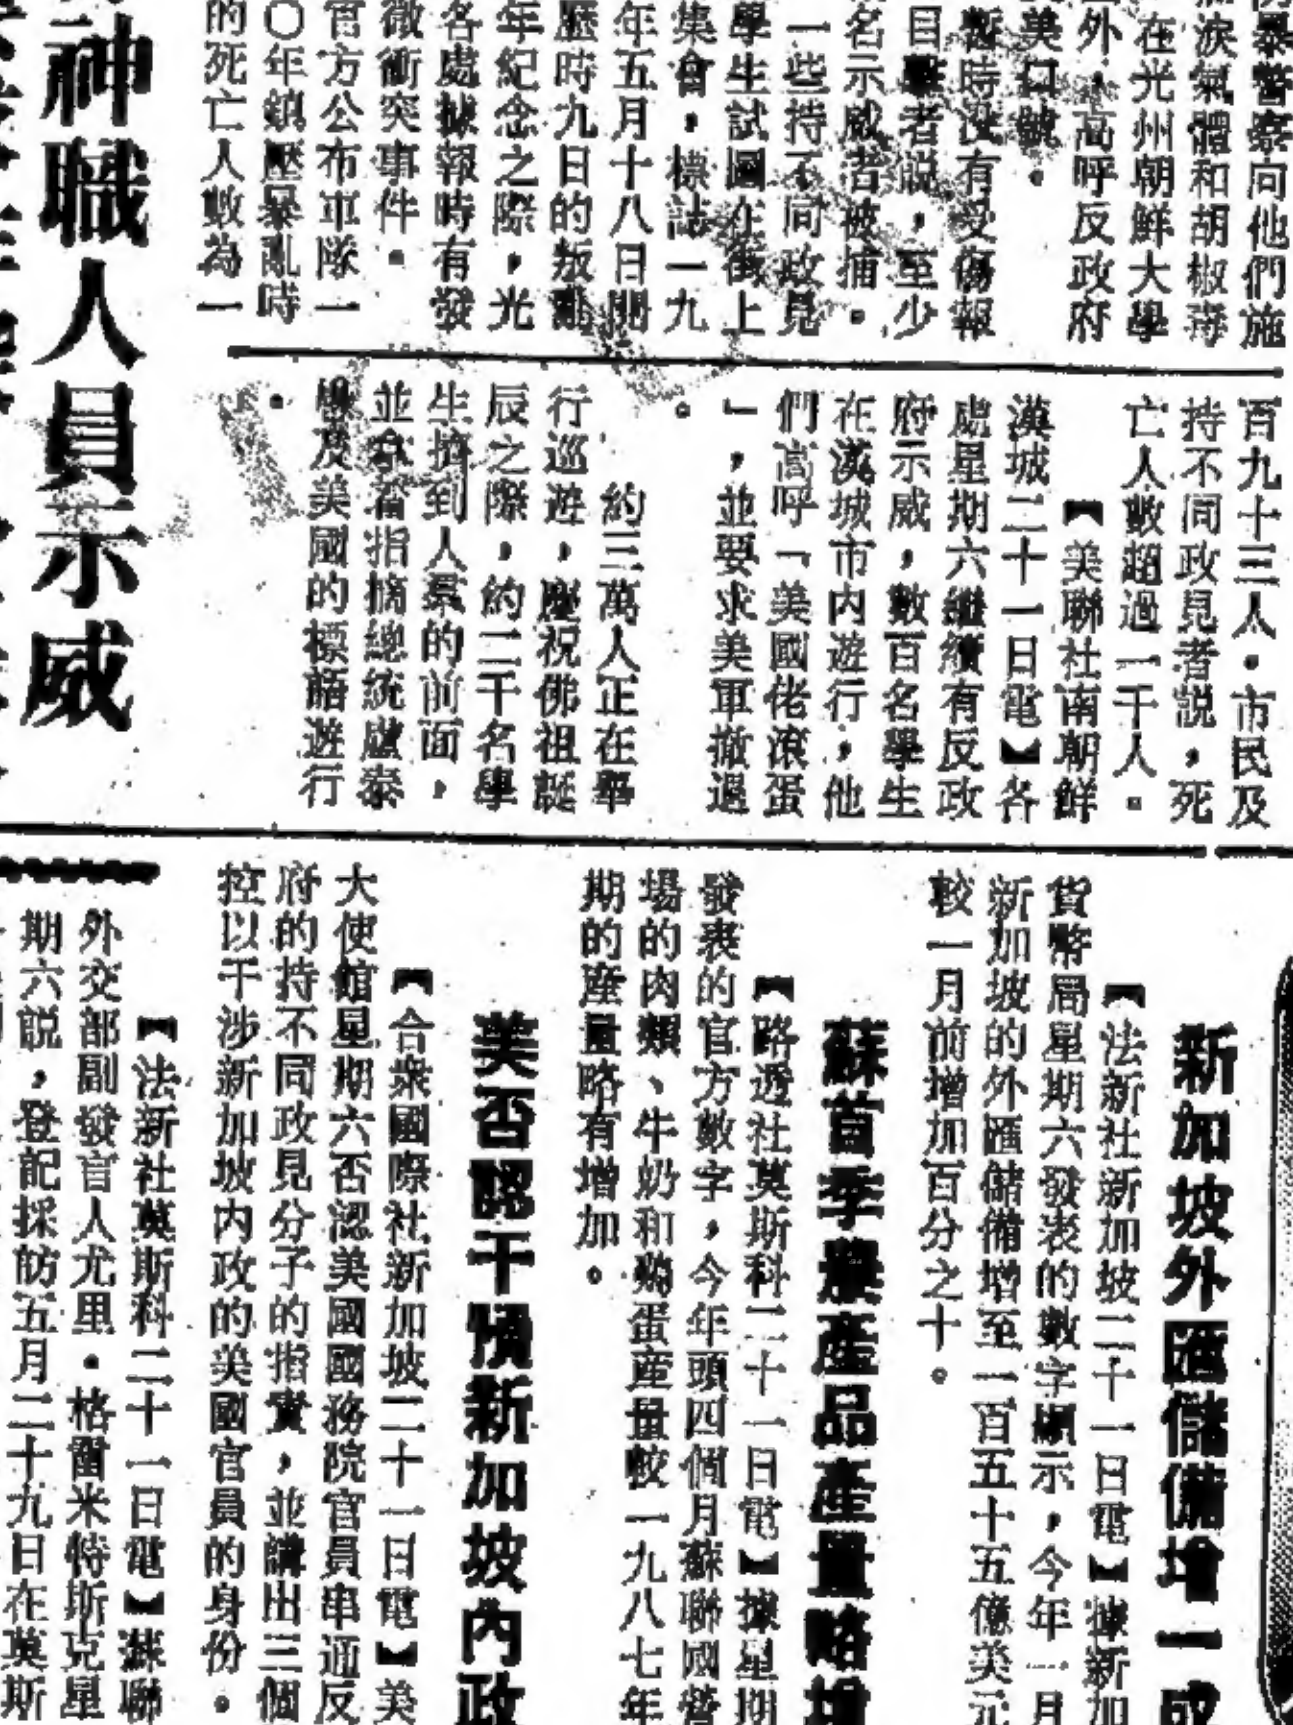 暴警察向他們施
淚氣體和胡椒毒
在光州朝鮮大學
外，高呼反政府
美口號。
暫時沒有受傷報
目擊者說，至少
名示威者被捕。
一些持不同政見
學生試圖在街上
集會，標誌一九
年五月十八日開
歷時九日的叛亂
年紀念之際，光
各處據報時有發
微衝突事件。
官方公布軍隊一
〇年鎮壓暴亂時
的死亡人數為一
神職人員示威
百九十三人。市民及
持不同政見者說，死
亡人數超過一千人。
【美聯社南朝鮮
漢城二十一日電】各
處星期六繼續有反政
府示威，數百名學生
在漢城市內遊行，他
們高呼「美國佬滾蛋
」，並要求美軍撤退
。
約三萬人正在舉
行巡遊，慶祝佛祖誕
辰之際，約二千名學
生擠到人羣的前面，
並拿着指摘總統盧泰
愚及美國的標語遊行
。
新加坡外匯儲備增一成
【法新社新加坡二十一日電】據新加
貨幣局星期六發表的數字顯示，今年一月
新加坡的外匯儲備增至一百五十五億美元
較一月前增加百分之十。
蘇首季農產品產量略增
【路透社莫斯科二十一日電】據星期
發表的官方數字，今年頭四個月蘇聯國營
場的肉類、牛奶和鷄蛋産量較一九八七年
期的産量略有增加。
美否認干預新加坡內政
【合衆國際社新加坡二十一日電】美
大使館星期六否認美國國務院官員串通反
府的持不同政見分子的指責，並講出三個
控以干涉新加坡內政的美國官員的身份。
【法新社莫斯科二十一日電】蘇聯
外交部副發言人尤里・格雷米特斯克星
期六説，登記採訪五月二十九日在莫斯